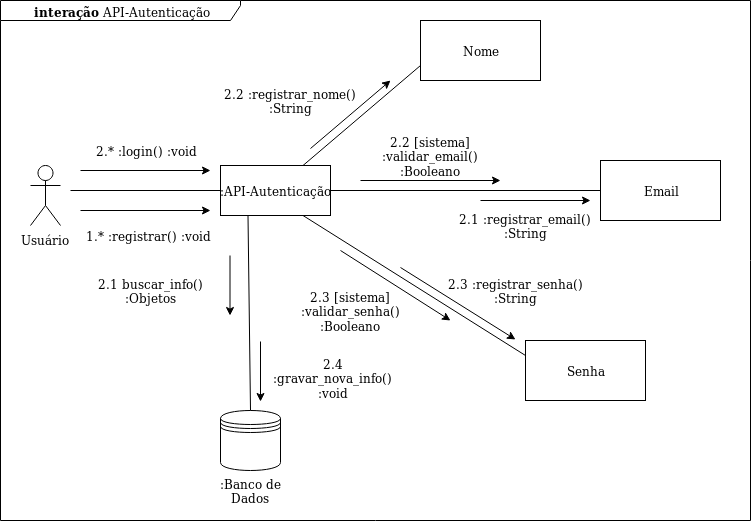 interação API-Autenticação
Nome
2.2 :registrar_nome()
:String
2.* :login() :void
2.2 [sistema]
:validar_email()
:Booleano
:API-Autenticação
Email
Usuário
1.* :registrar() :void
2.1 :registrar_email()
:String
2.1 buscar_info()
:Objetos
2.3 [sistema]
:validar_senha()
:Booleano
2.3 :registrar_senha()
:String
2.4
:gravar_nova_info()
:void
Senha
:Banco de
Dados